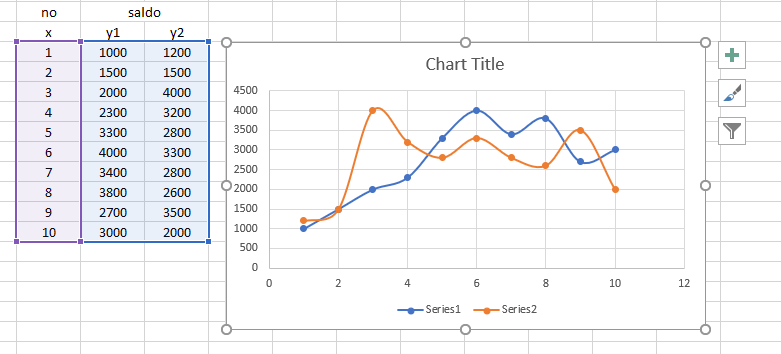 no saldo
x y1 y2
1 1000 1200
2 1500 1500
3 2000 4000
4 2300 3200
5 3300 2800
6 4000 3300
7 3400 2800
8 3800 2600
9 2700 3500
10 3000 2000
Chart Title
4500
4000
3500
3000
2500
2000
1500
1000
500
0
0 2 4 6 8 10 12
Series1 Series2